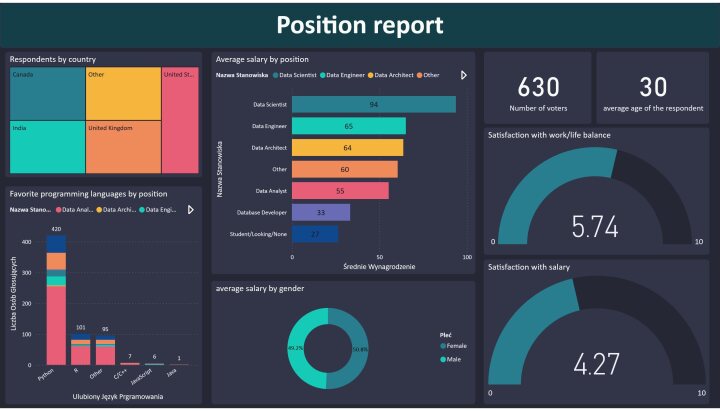 Position report
Respondents by country
Canada
Other
United St...
India
United Kingdom
Average salary by position
Nazwa Stanowiska Data Scientist Data Engineer Data Architect Other
Nazwa Stanowiska
Data Scientist 94
Data Engineer 65
Data Architect 64
Other 60
Data Analyst 55
Database Developer 33
Student/Looking/None 27
0 50 100
Średnie Wynagrodzenie
630
Number of voters
30
average age of the respondent
Satisfaction with work/life balance
5.74
0 10
Favorite programming languages by position
Nazwa Stano... Data Anal... Data Archi... Data Engi...
Liczba Osób Głosujących
400
300
200
100
0
420
101
95
7
6
1
Python
R
Other
C/C++
JavaScript
Java
Ulubiony Język Prgramowania
average salary by gender
49.2%
50.8%
Płeć
Female
Male
Satisfaction with salary
4.27
0 10